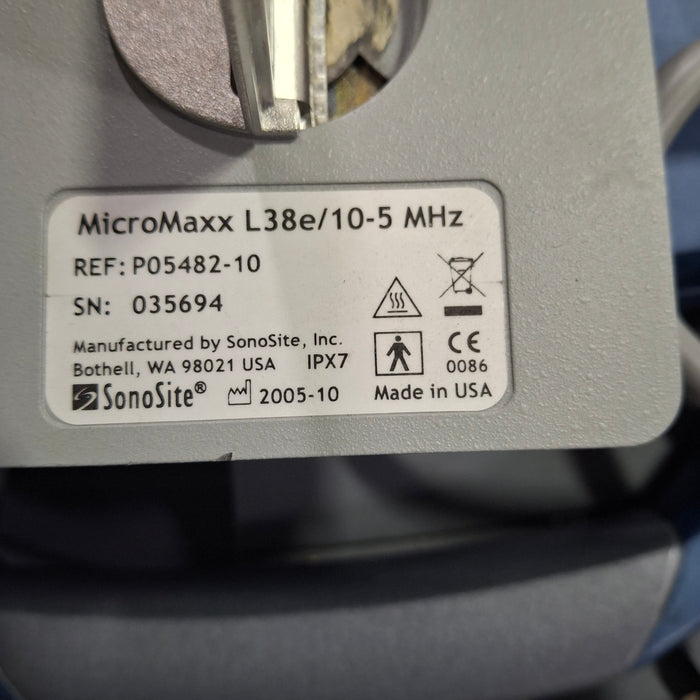 MicroMaxx L38e/10-5 MHz
REF: P05482-10
SN: 035694
Manufactured by SonoSite, Inc.
Bothell, WA 98021 USA IPX7
CE
0086
SonoSite® 2005-10 Made in USA